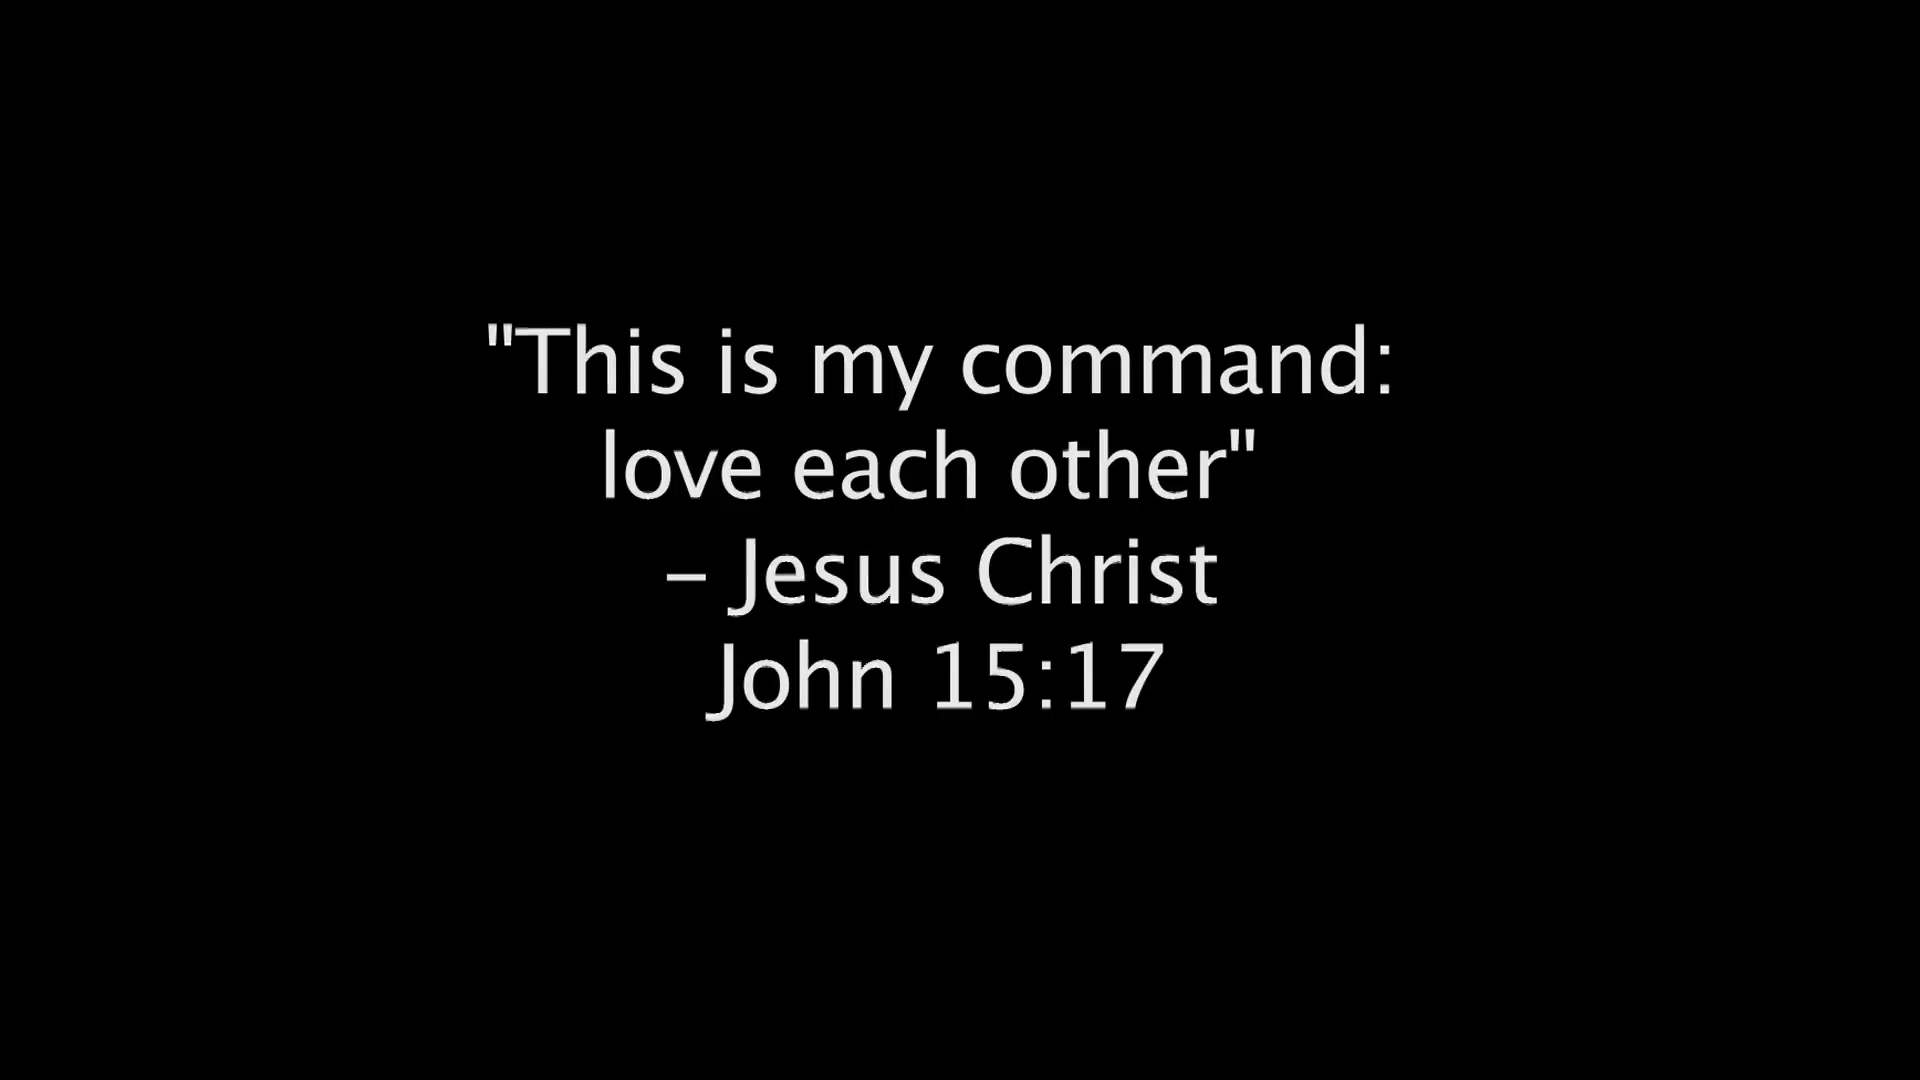 "This is my command:
love each other"
– Jesus Christ
John 15:17